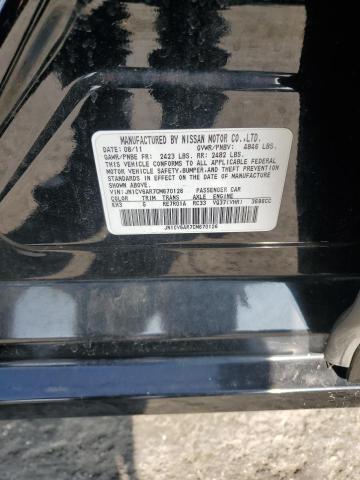 MANUFACTURED BY NISSAN MOTOR CO.,LTD.
DATE: 08/11 GVWR/PNBV: 4846 LBS.
GAWR/PNBE FR: 2423 LBS. RR: 2482 LBS.
THIS VEHICLE CONFORMS TO ALL APPLICABLE FEDERAL
MOTOR VEHICLE SAFETY,BUMPER,AND THEFT PREVENTION
STANDARDS IN EFFECT ON THE DATE OF MANUFACTURE
SHOWN ABOVE.
VIN: JN1CV6AR7CM670126 PASSENGER CAR
COLOR TRIM TRANS AXLE ENGINE
KH3 G RE7R01A RC33 VQ37(VHR) 3696CC
JN1CV6AR7CM670126